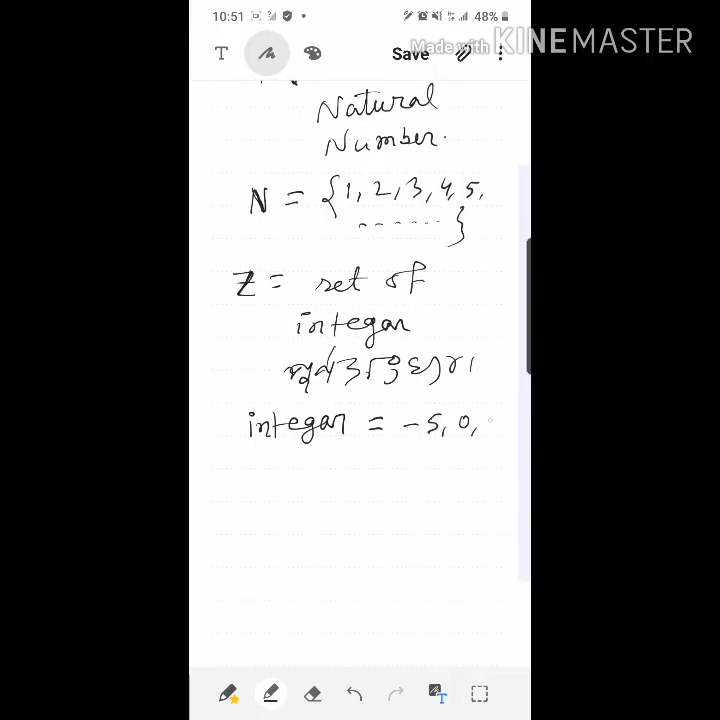 10:51 48%
T Save
Made with KINEMASTER
Natural
Number.
N = {1, 2, 3, 4, 5,
------}
Z = set of
integar
integar = -5, 0,